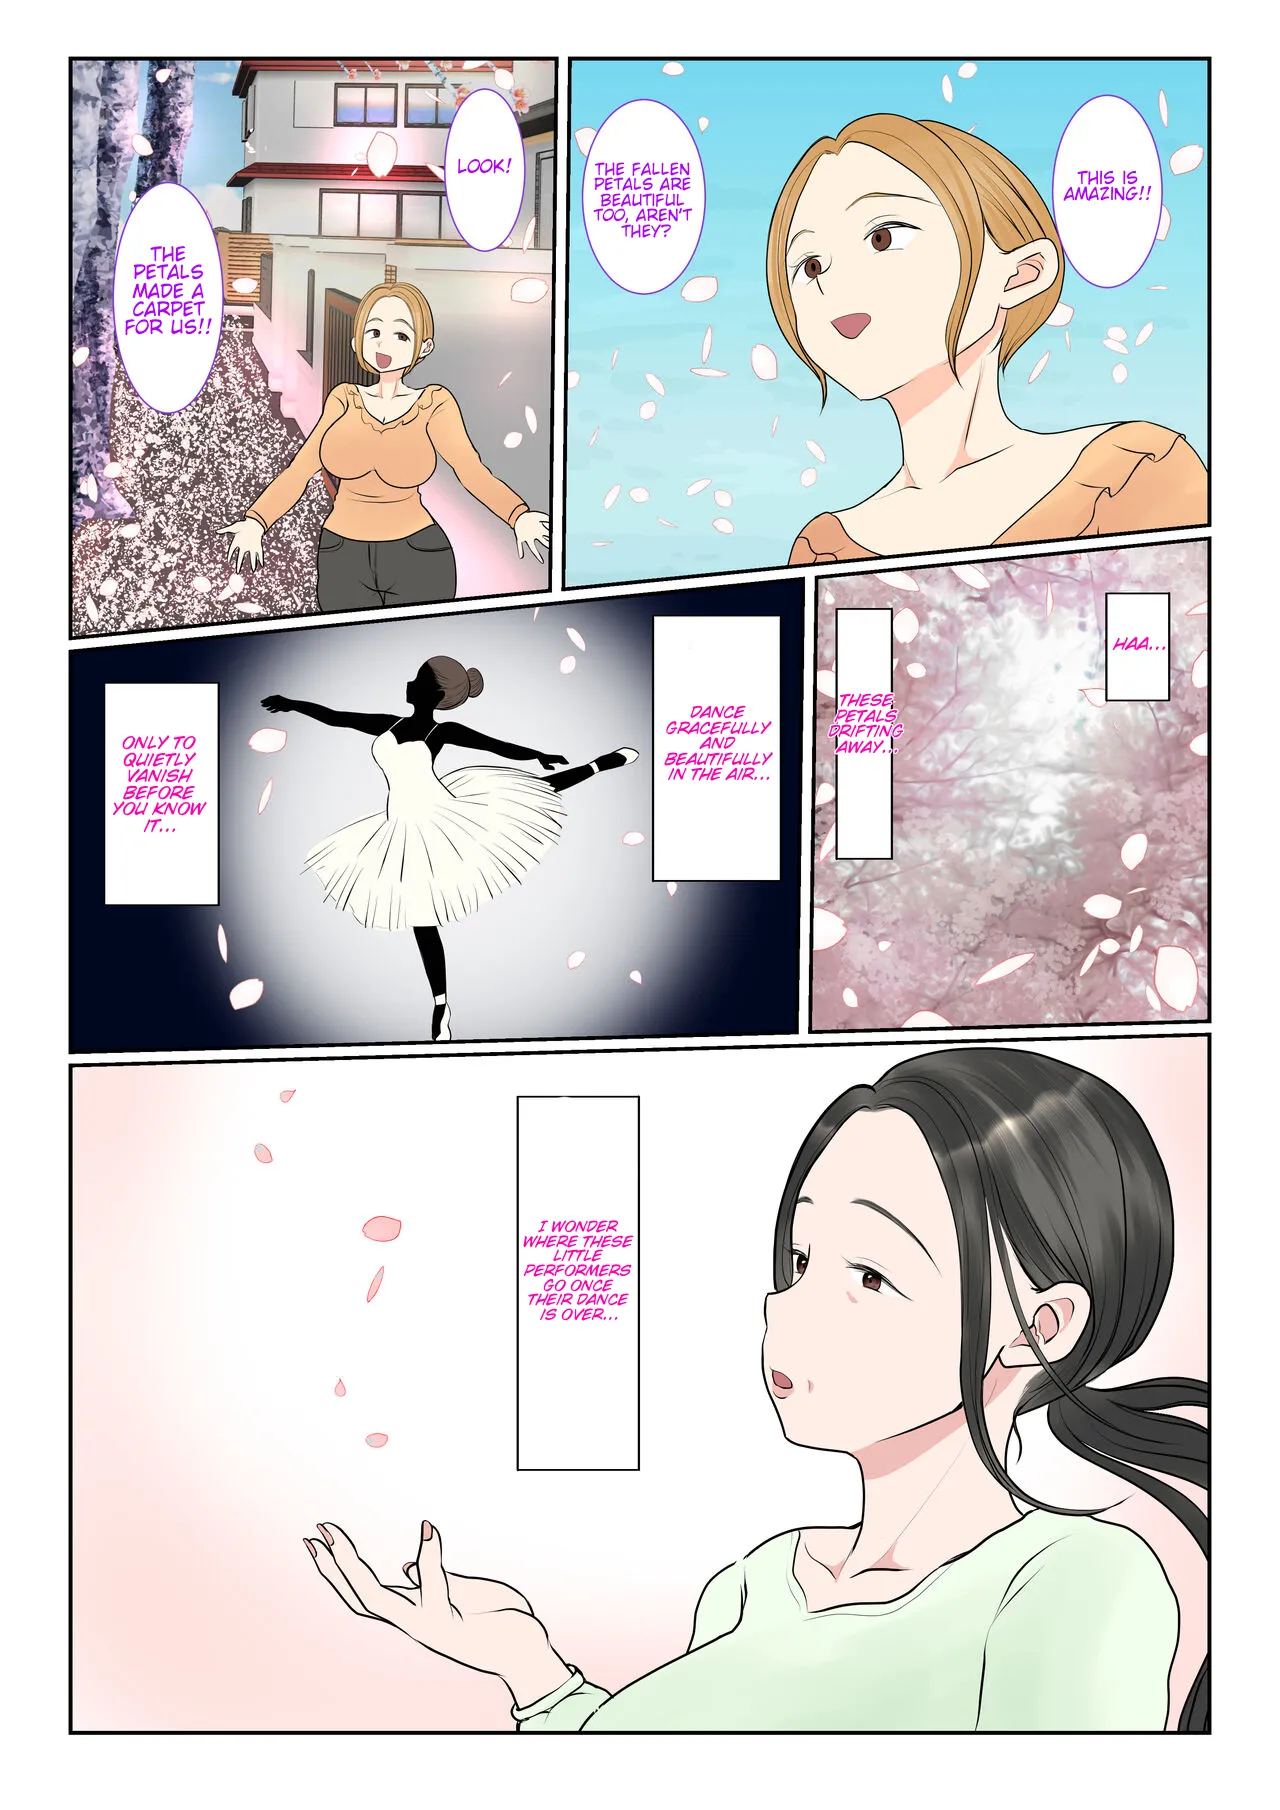 THIS IS
AMAZING!!
THE FALLEN
PETALS ARE
BEAUTIFUL
TOO, AREN'T
THEY?
LOOK!
THE
PETALS
MADE A
CARPET
FOR US!!
HAA...
THESE
PETALS
DRIFTING
AWAY...
DANCE
GRACEFULLY
AND
BEAUTIFULLY
IN THE AIR...
ONLY TO
QUIETLY
VANISH
BEFORE
YOU KNOW
IT...
I WONDER
WHERE THESE
LITTLE
PERFORMERS
GO ONCE
THEIR DANCE
IS OVER...